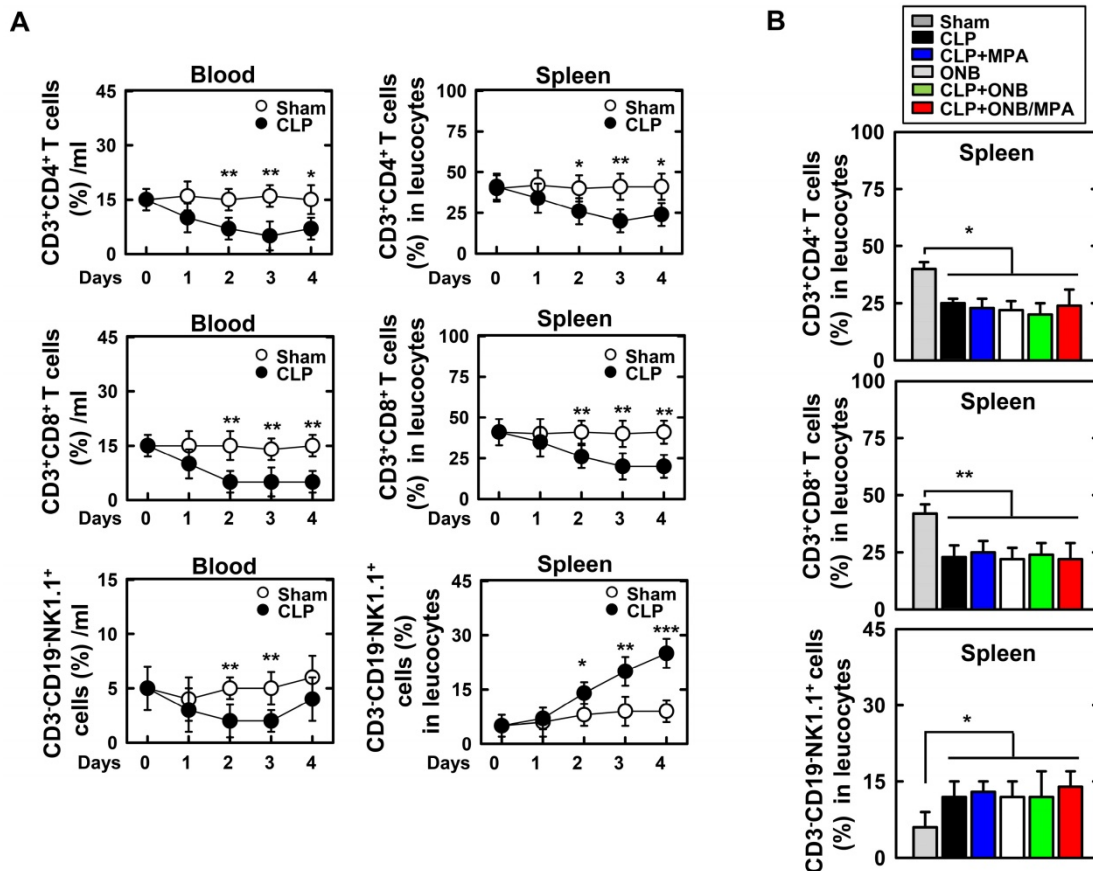 A
Blood
CD3⁺CD4⁺ T cells
(%) /ml
45
30
15
0
Sham
CLP
** ** *
Days 0 1 2 3 4
Spleen
CD3⁺CD4⁺ T cells
(%) in leucocytes
100
75
50
25
0
Sham
CLP
* ** *
Days 0 1 2 3 4
Blood
CD3⁺CD8⁺ T cells
(%) /ml
45
30
15
0
Sham
CLP
** ** **
Days 0 1 2 3 4
Spleen
CD3⁺CD8⁺ T cells
(%) in leucocytes
100
75
50
25
0
Sham
CLP
** ** **
Days 0 1 2 3 4
Blood
CD3⁻CD19⁻NK1.1⁺
cells (%) /ml
15
10
5
0
Sham
CLP
** **
Days 0 1 2 3 4
Spleen
CD3⁻CD19⁻NK1.1⁺
cells (%)
in leucocytes
45
30
15
0
Sham
CLP
* ** ***
Days 0 1 2 3 4
B
Sham
CLP
CLP+MPA
ONB
CLP+ONB
CLP+ONB/MPA
Spleen
CD3⁺CD4⁺ T cells
(%) in leucocytes
100
75
50
25
0
*
Spleen
CD3⁺CD8⁺ T cells
(%) in leucocytes
100
75
50
25
0
**
Spleen
CD3⁻CD19⁻NK1.1⁺ cells
(%) in leucocytes
45
30
15
0
*